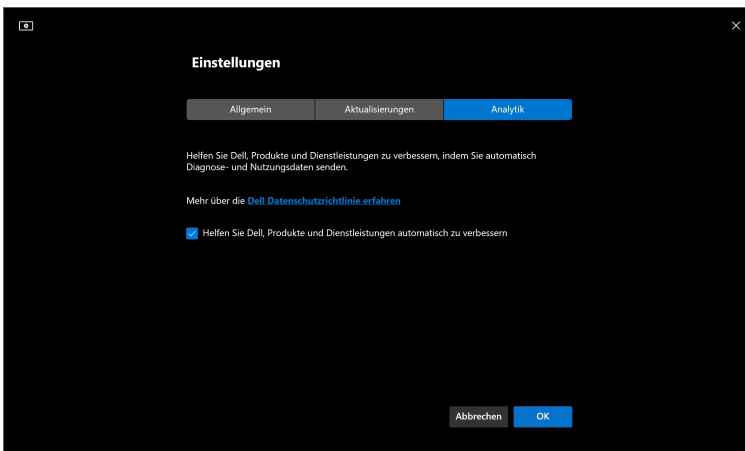 Einstellungen
Allgemein
Aktualisierungen
Analytik
Helfen Sie Dell, Produkte und Dienstleistungen zu verbessern, indem Sie automatisch
Diagnose- und Nutzungsdaten senden.
Mehr über die Dell Datenschutzrichtlinie erfahren
Helfen Sie Dell, Produkte und Dienstleistungen automatisch zu verbessern
Abbrechen
OK